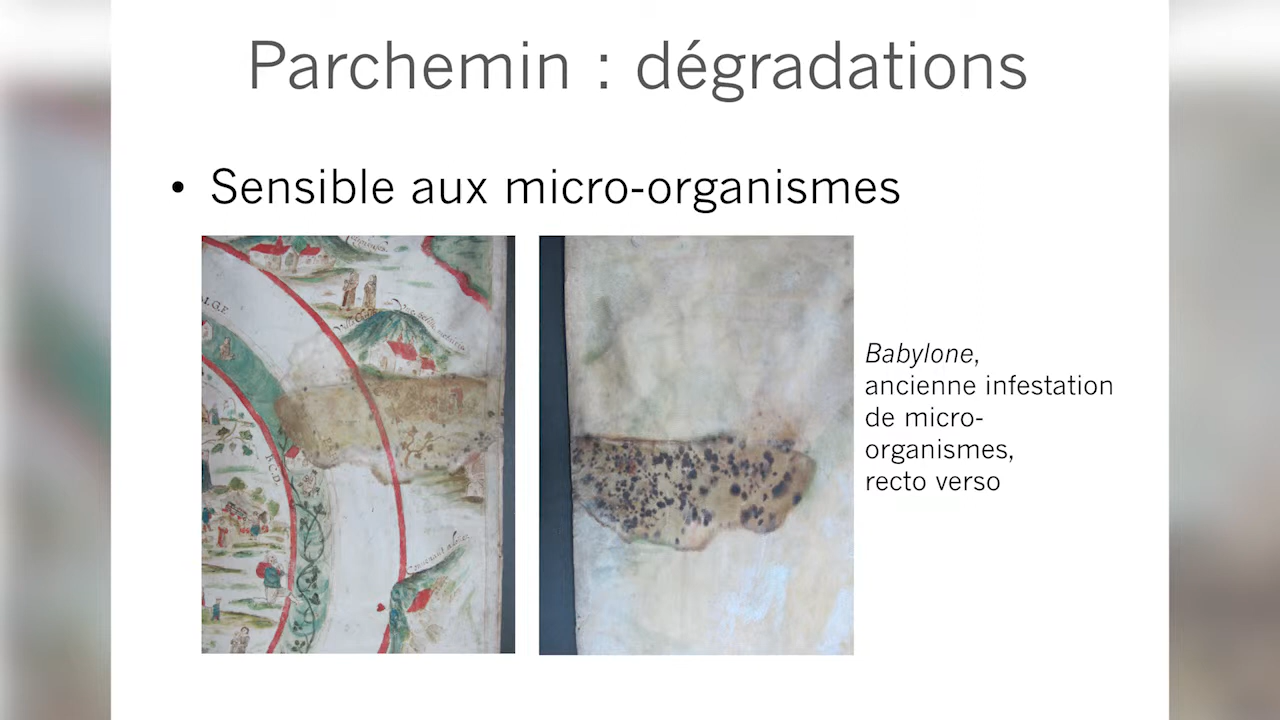 Parchemin : dégradations
• Sensible aux micro-organismes
Babylone,
ancienne infestation
de micro-
organismes,
recto verso